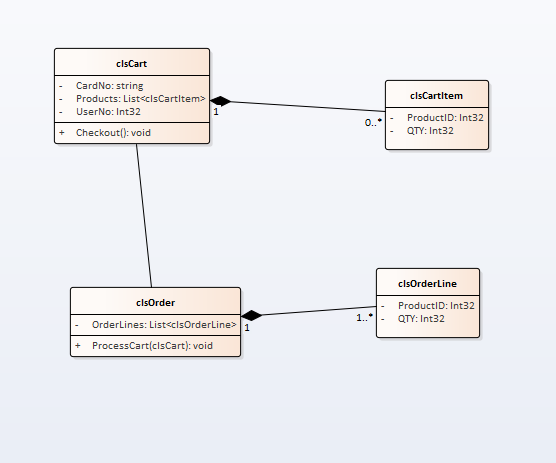 clsCart
- CardNo: string
- Products: List<clsCartItem>
- UserNo: Int32
+ Checkout(): void
1
0..*
clsCartItem
- ProductID: Int32
- QTY: Int32
clsOrder
- OrderLines: List<clsOrderLine>
+ ProcessCart(clsCart): void
1
1..*
clsOrderLine
- ProductID: Int32
- QTY: Int32